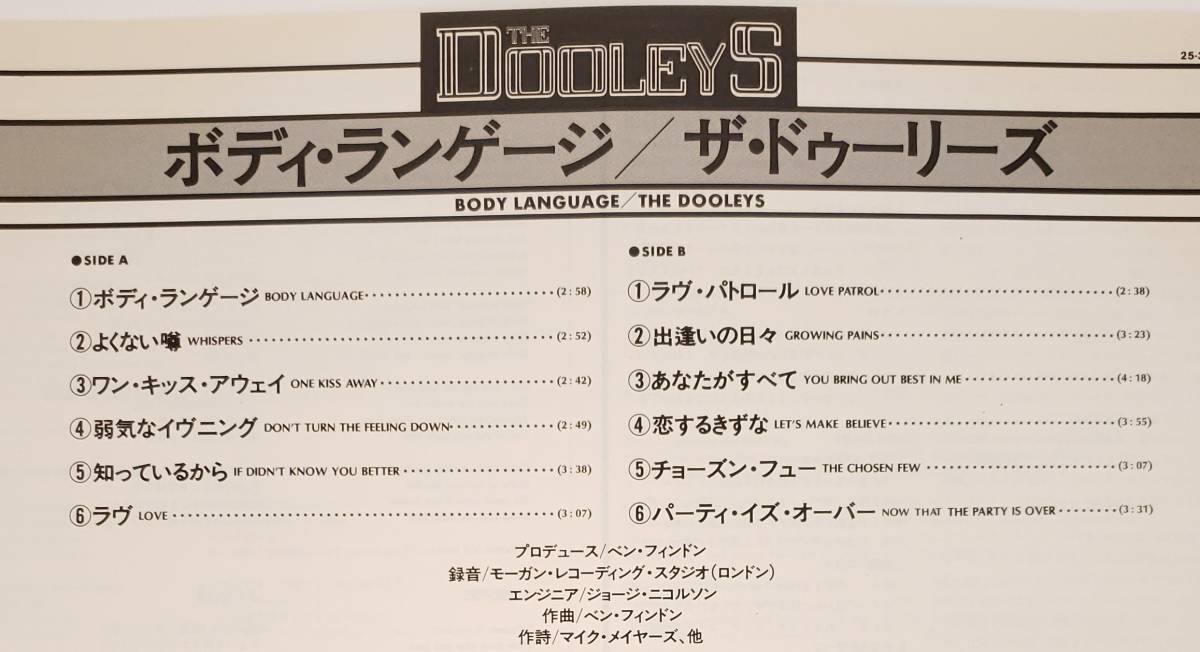 THE
DOOLEYS
25-3
ボディ・ランゲージ/ザ・ドゥーリーズ
BODY LANGUAGE/THE DOOLEYS
●SIDE A
①ボディ・ランゲージ BODY LANGUAGE (2:58)
②よくない噂 WHISPERS (2:52)
③ワン・キッス・アウェイ ONE KISS AWAY (2:42)
④弱気なイヴニング DON'T TURN THE FEELING DOWN (2:49)
⑤知っているから IF DIDN'T KNOW YOU BETTER (3:38)
⑥ラヴ LOVE (3:07)
●SIDE B
①ラヴ・パトロール LOVE PATROL (2:38)
②出逢いの日々 GROWING PAINS (3:23)
③あなたがすべて YOU BRING OUT BEST IN ME (4:18)
④恋するきずな LET'S MAKE BELIEVE (3:55)
⑤チョーズン・フュー THE CHOSEN FEW (3:07)
⑥パーティ・イズ・オーバー NOW THAT THE PARTY IS OVER (3:31)
プロデュース/ベン・フィンドン
録音/モーガン・レコーディング・スタジオ(ロンドン)
エンジニア/ジョージ・ニコルソン
作曲/ベン・フィンドン
作詩/マイク・メイヤーズ、他